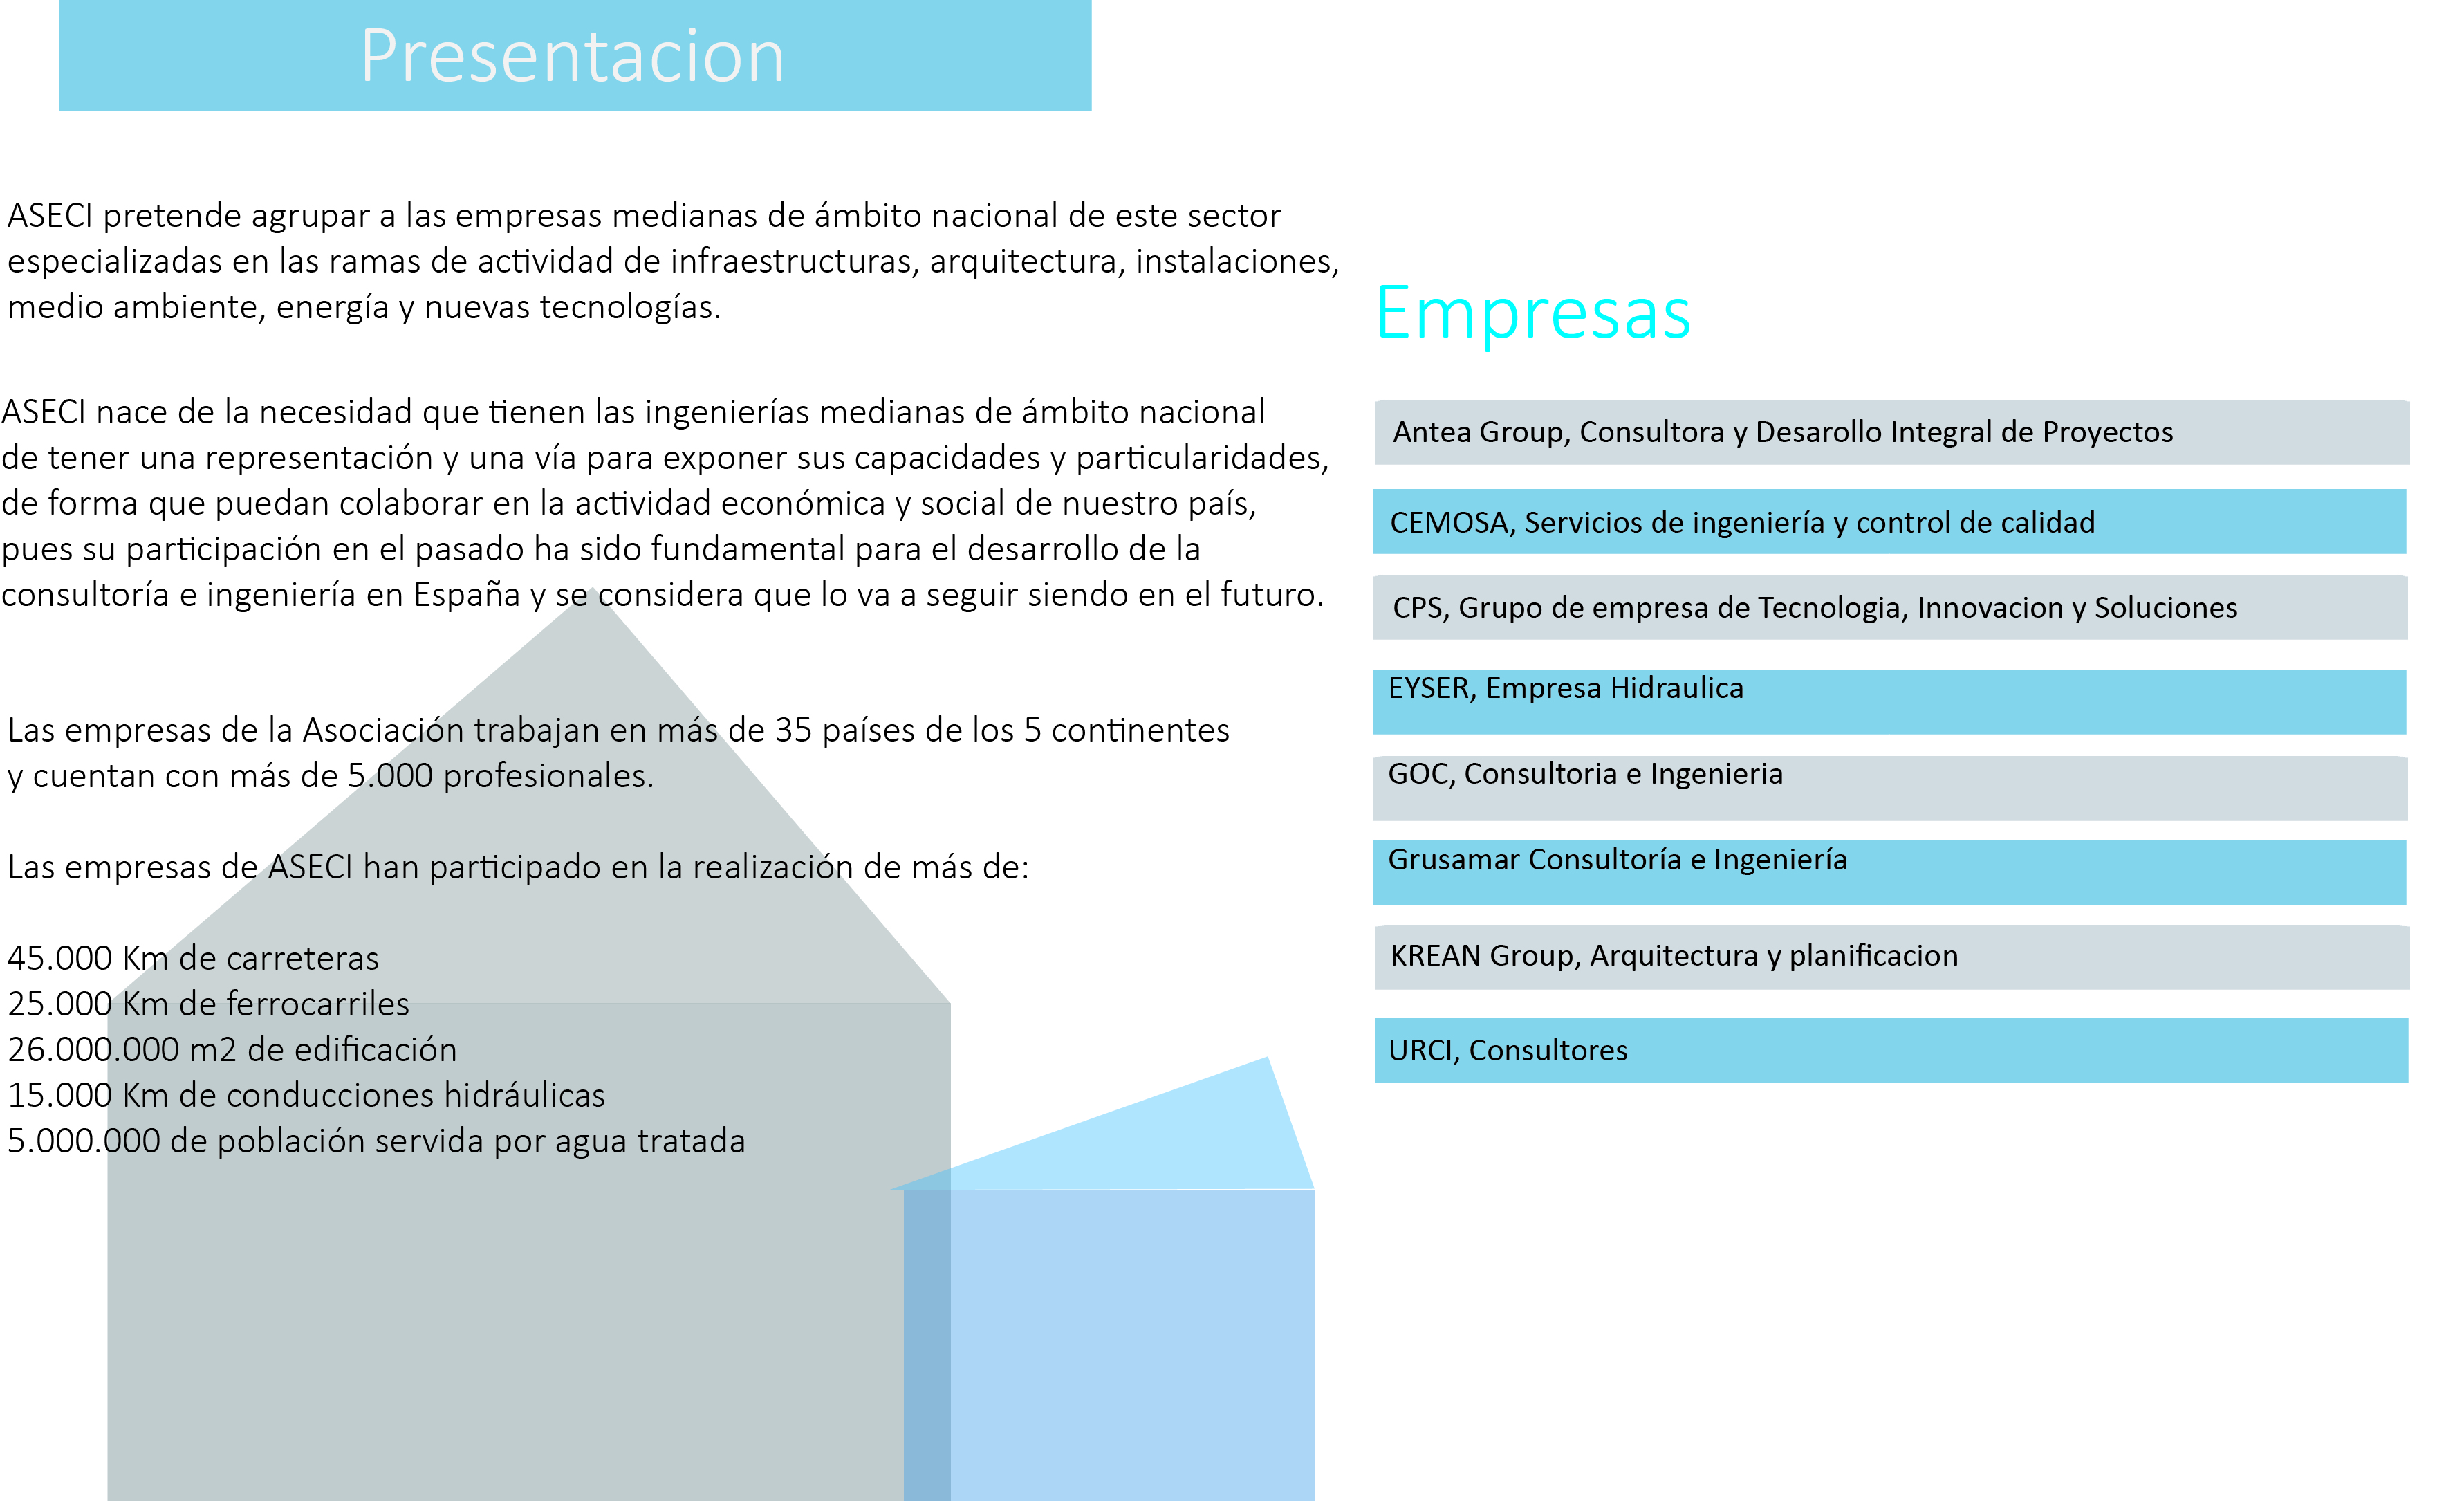 Presentacion
ASECI pretende agrupar a las empresas medianas de ámbito nacional de este sector
especializadas en las ramas de actividad de infraestructuras, arquitectura, instalaciones,
medio ambiente, energía y nuevas tecnologías.
ASECI nace de la necesidad que tienen las ingenierías medianas de ámbito nacional
de tener una representación y una vía para exponer sus capacidades y particularidades,
de forma que puedan colaborar en la actividad económica y social de nuestro país,
pues su participación en el pasado ha sido fundamental para el desarrollo de la
consultoría e ingeniería en España y se considera que lo va a seguir siendo en el futuro.
Las empresas de la Asociación trabajan en más de 35 países de los 5 continentes
y cuentan con más de 5.000 profesionales.
Las empresas de ASECI han participado en la realización de más de:
45.000 Km de carreteras
25.000 Km de ferrocarriles
26.000.000 m2 de edificación
15.000 Km de conducciones hidráulicas
5.000.000 de población servida por agua tratada
Empresas
Antea Group, Consultora y Desarollo Integral de Proyectos
CEMOSA, Servicios de ingeniería y control de calidad
CPS, Grupo de empresa de Tecnologia, Innovacion y Soluciones
EYSER, Empresa Hidraulica
GOC, Consultoria e Ingenieria
Grusamar Consultoría e Ingeniería
KREAN Group, Arquitectura y planificacion
URCI, Consultores